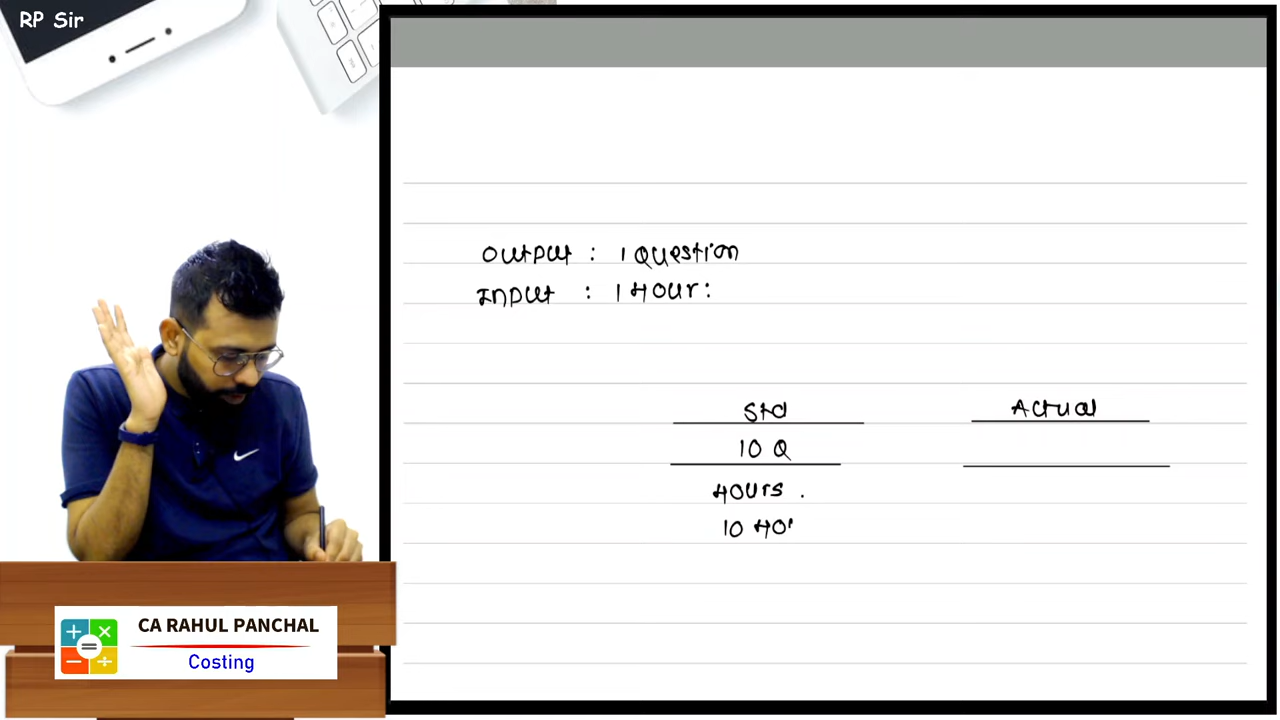 RP Sir
Output : 1 Question
Input : 1 Hour :
Std Actual
10 Q
Hours .
10 Ho
CA RAHUL PANCHAL
Costing